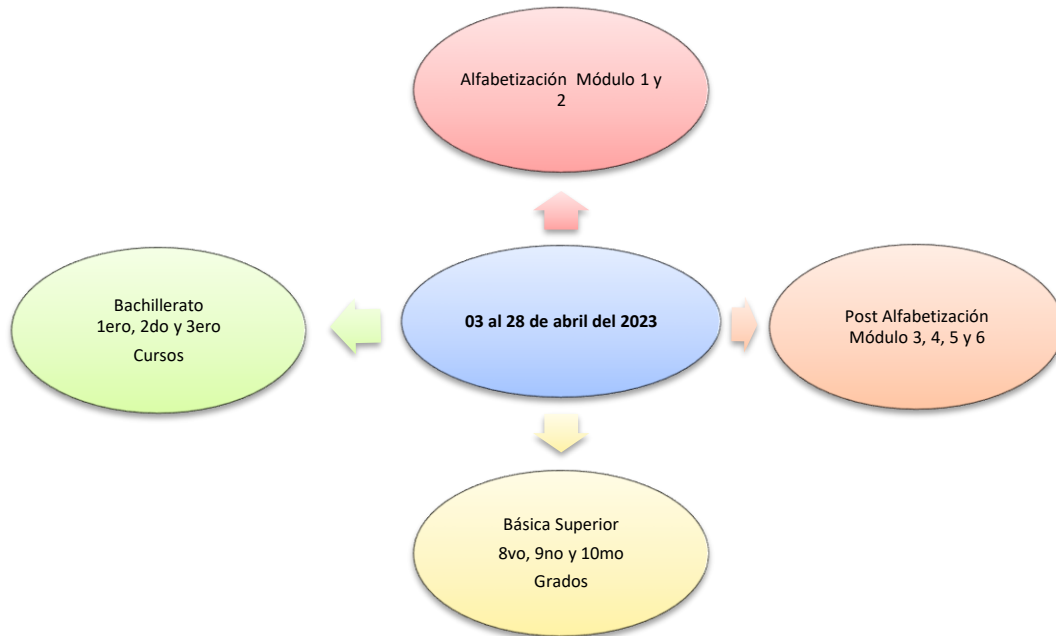 Alfabetización Módulo 1 y
2
Bachillerato
1ero, 2do y 3ero
Cursos
03 al 28 de abril del 2023
Post Alfabetización
Módulo 3, 4, 5 y 6
Básica Superior
8vo, 9no y 10mo
Grados